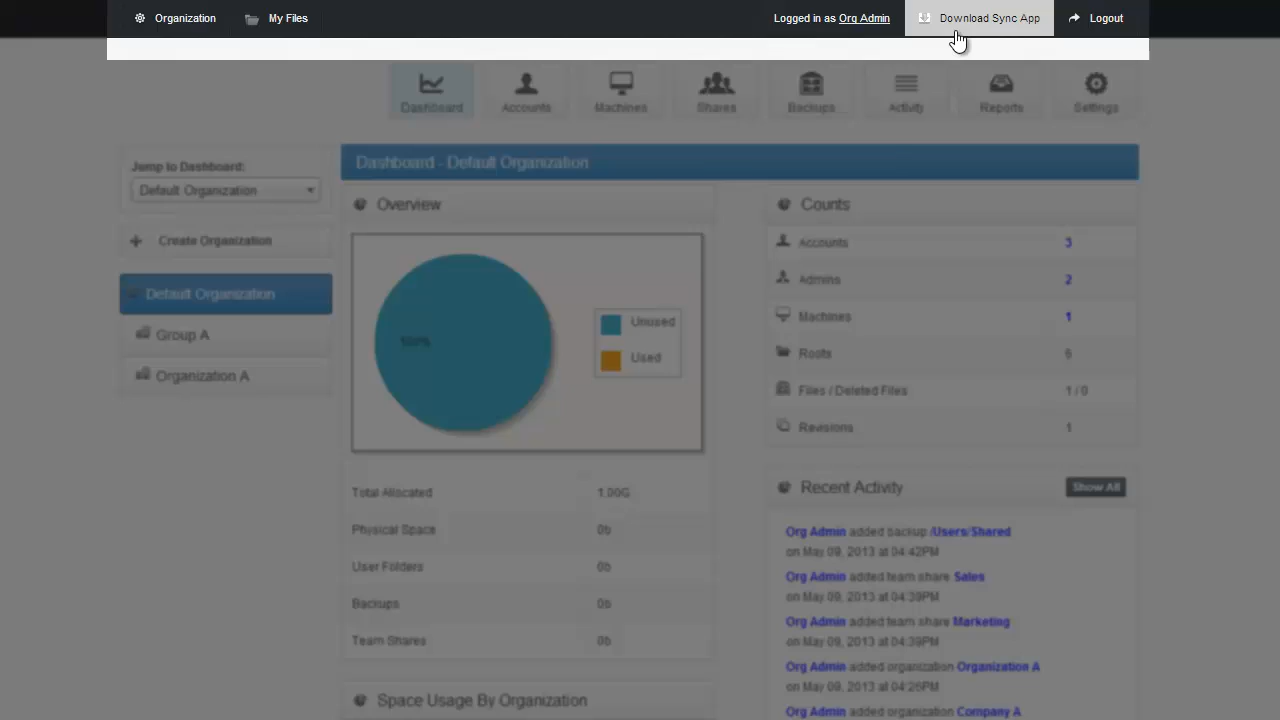 Organization My Files Logged in as Org Admin Download Sync App Logout
Dashboard Accounts Machines Shares Backups Activity Reports Settings
Jump to Dashboard:
Default Organization
Create Organization
Default Organization
Group A
Organization A
Dashboard - Default Organization
Overview
100%
Unused
Used
Total Allocated 1.00G
Physical Space 0b
User Folders 0b
Backups 0b
Team Shares 0b
Space Usage By Organization
Counts
Accounts 3
Admins 2
Machines 1
Roots 6
Files / Deleted Files 1 / 0
Revisions 1
Recent Activity Show All
Org Admin added backup /Users/Shared
on May 09, 2013 at 04:42PM
Org Admin added team share Sales
on May 09, 2013 at 04:39PM
Org Admin added team share Marketing
on May 09, 2013 at 04:39PM
Org Admin added organization Organization A
on May 09, 2013 at 04:26PM
Org Admin added organization Company A